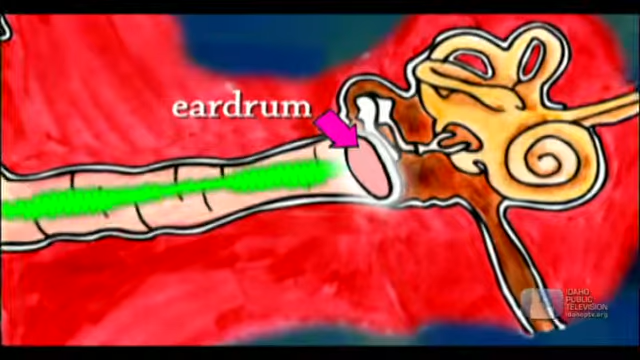 eardrum
IDAHO
PUBLIC
TELEVISION
idahoptv.org